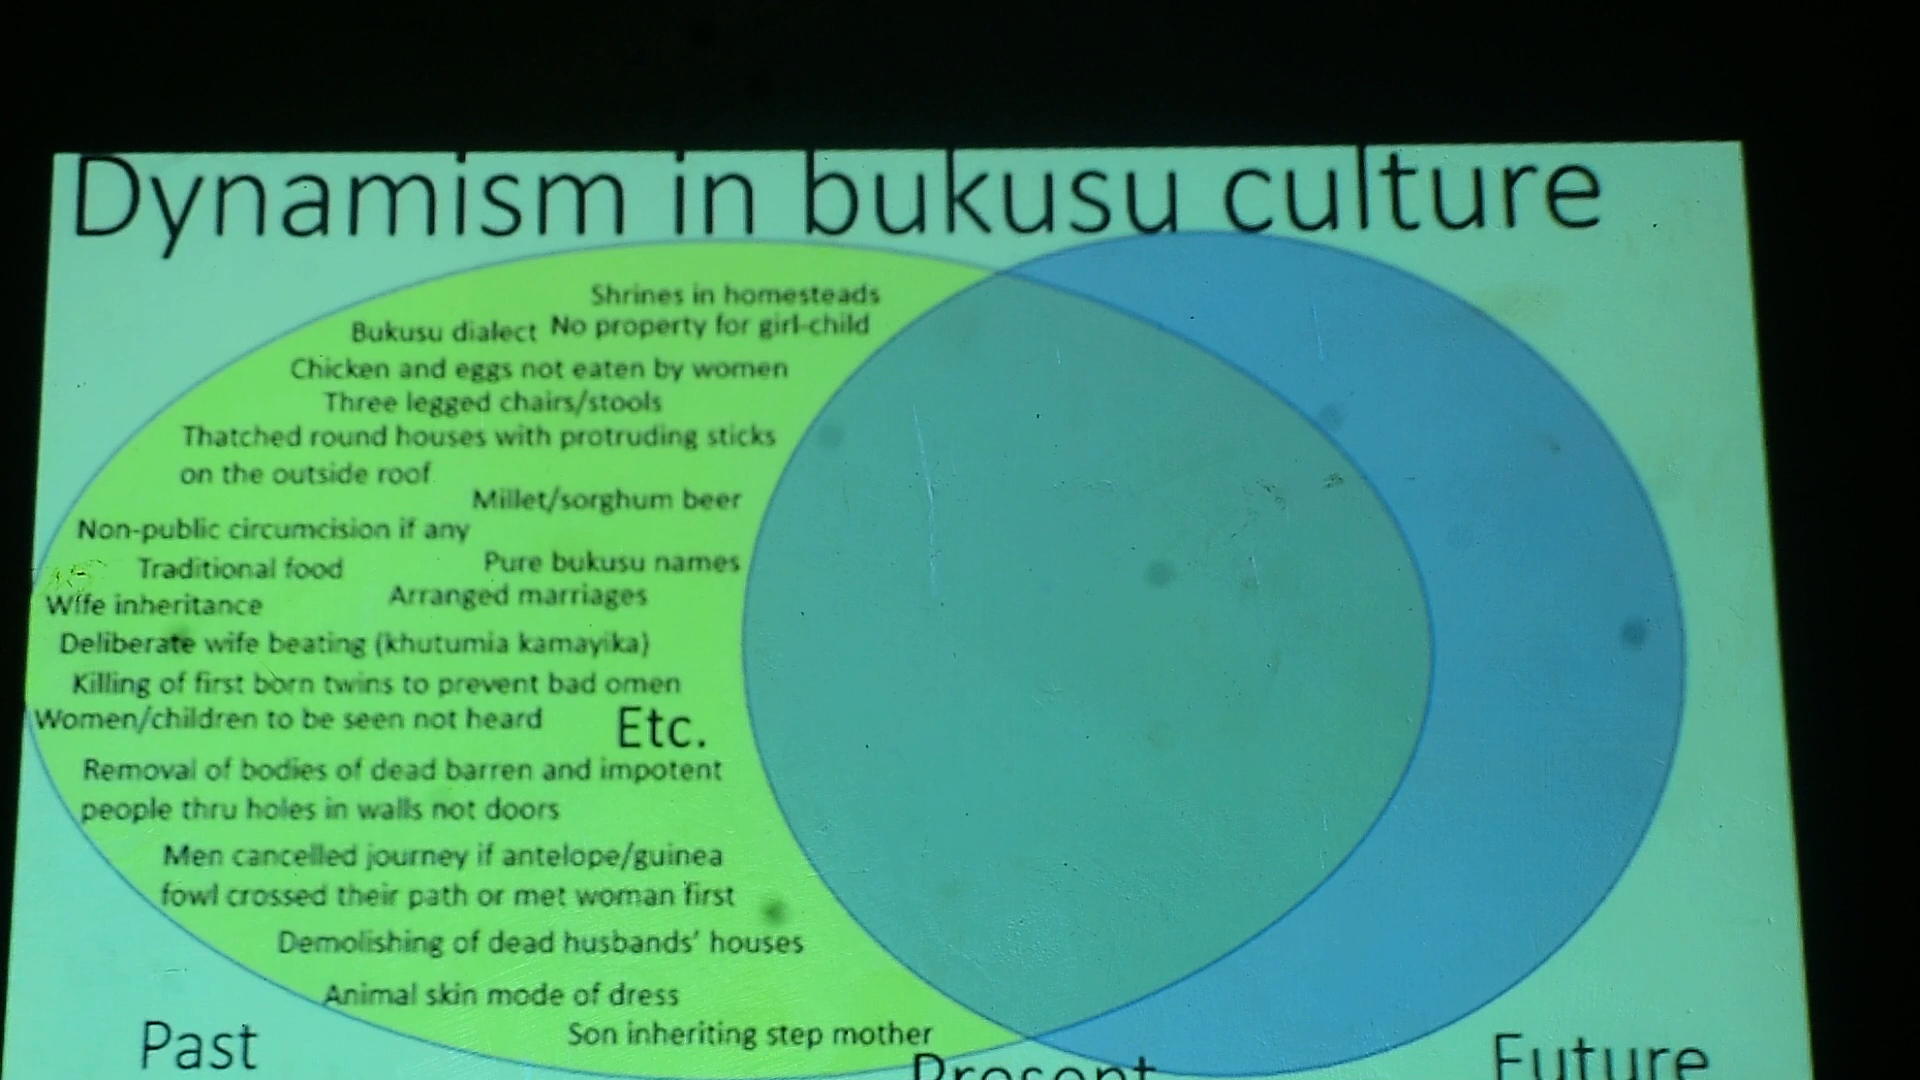 Dynamism in bukusu culture
Shrines in homesteads
Bukusu dialect
No property for girl-child
Chicken and eggs not eaten by women
Three legged chairs/stools
Thatched round houses with protruding sticks
on the outside roof
Millet/sorghum beer
Non-public circumcision if any
Traditional food
Pure bukusu names
Wife inheritance
Arranged marriages
Deliberate wife beating (khutumia kamayika)
Killing of first born twins to prevent bad omen
Women/children to be seen not heard
Etc.
Removal of bodies of dead barren and impotent
people thru holes in walls not doors
Men cancelled journey if antelope/guinea
fowl crossed their path or met woman first
Demolishing of dead husbands' houses
Animal skin mode of dress
Son inheriting step mother
Past
Present
Future